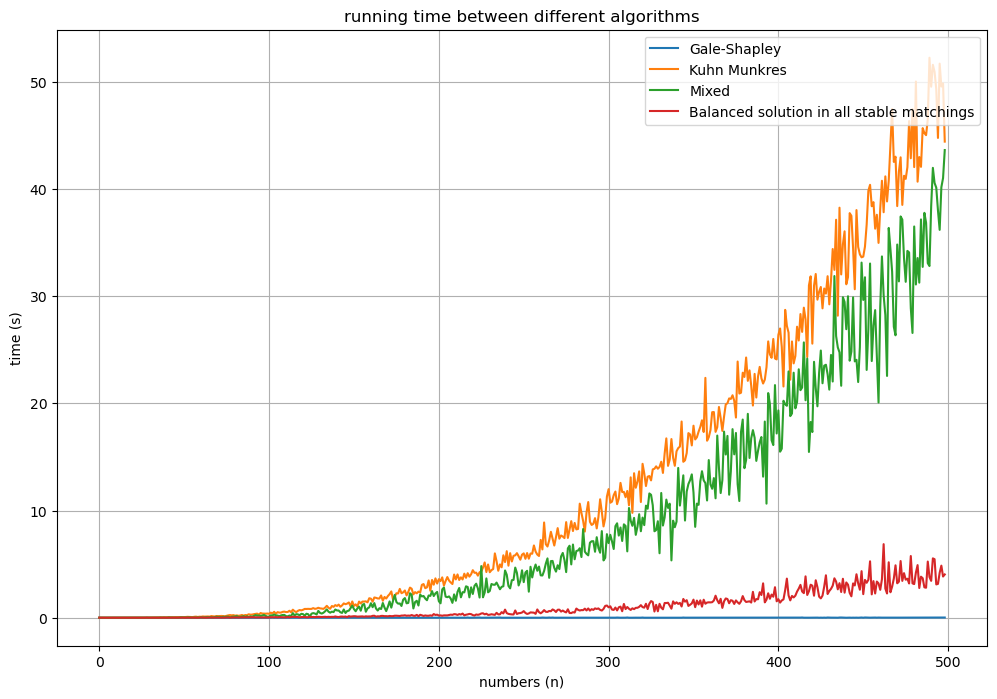 running time between different algorithms
Gale-Shapley
Kuhn Munkres
Mixed
Balanced solution in all stable matchings
time (s)
50
40
30
20
10
0
0 100 200 300 400 500
numbers (n)